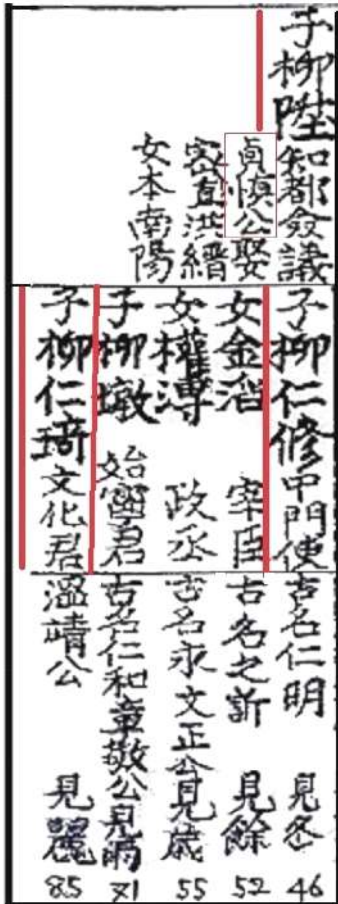 子柳陞知都僉議
貞愼公娶
密直洪縉
女本南陽
子柳仁修中門使古名仁明 見冬 46
女金滔 宰臣古名之訢 見餘 52
女權溥 政丞古名永文正公見歲 55
子柳墩 始寧君古名仁和章敬公見 71
子柳仁琦文化君溫靖公 見麗 85